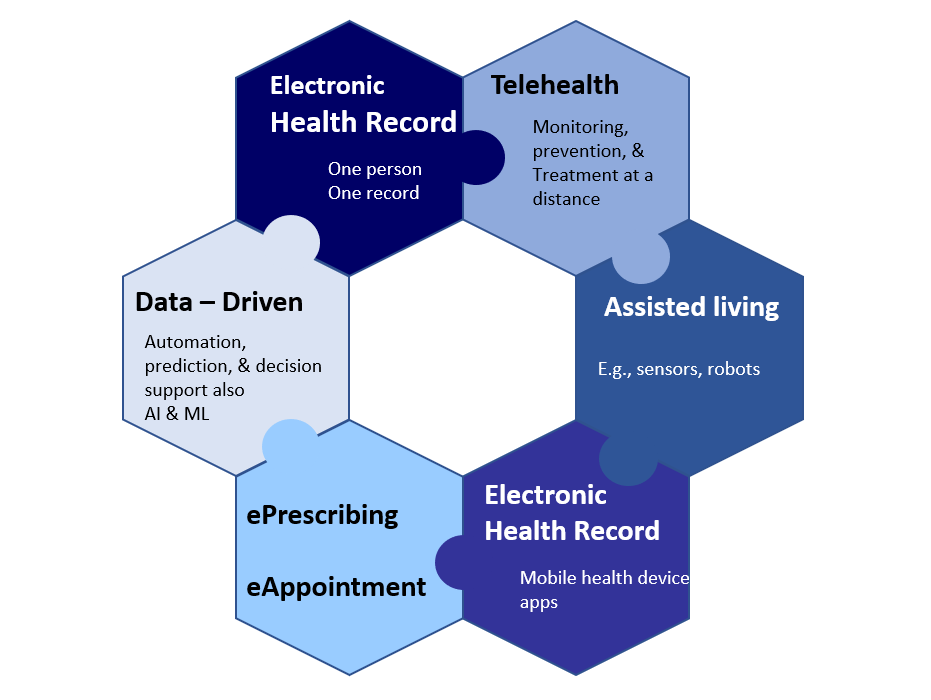 Electronic
Health Record
One person
One record
Telehealth
Monitoring,
prevention, &
Treatment at a
distance
Data – Driven
Automation,
prediction, & decision
support also
AI & ML
Assisted living
E.g., sensors, robots
ePrescribing
eAppointment
Electronic
Health Record
Mobile health device
apps